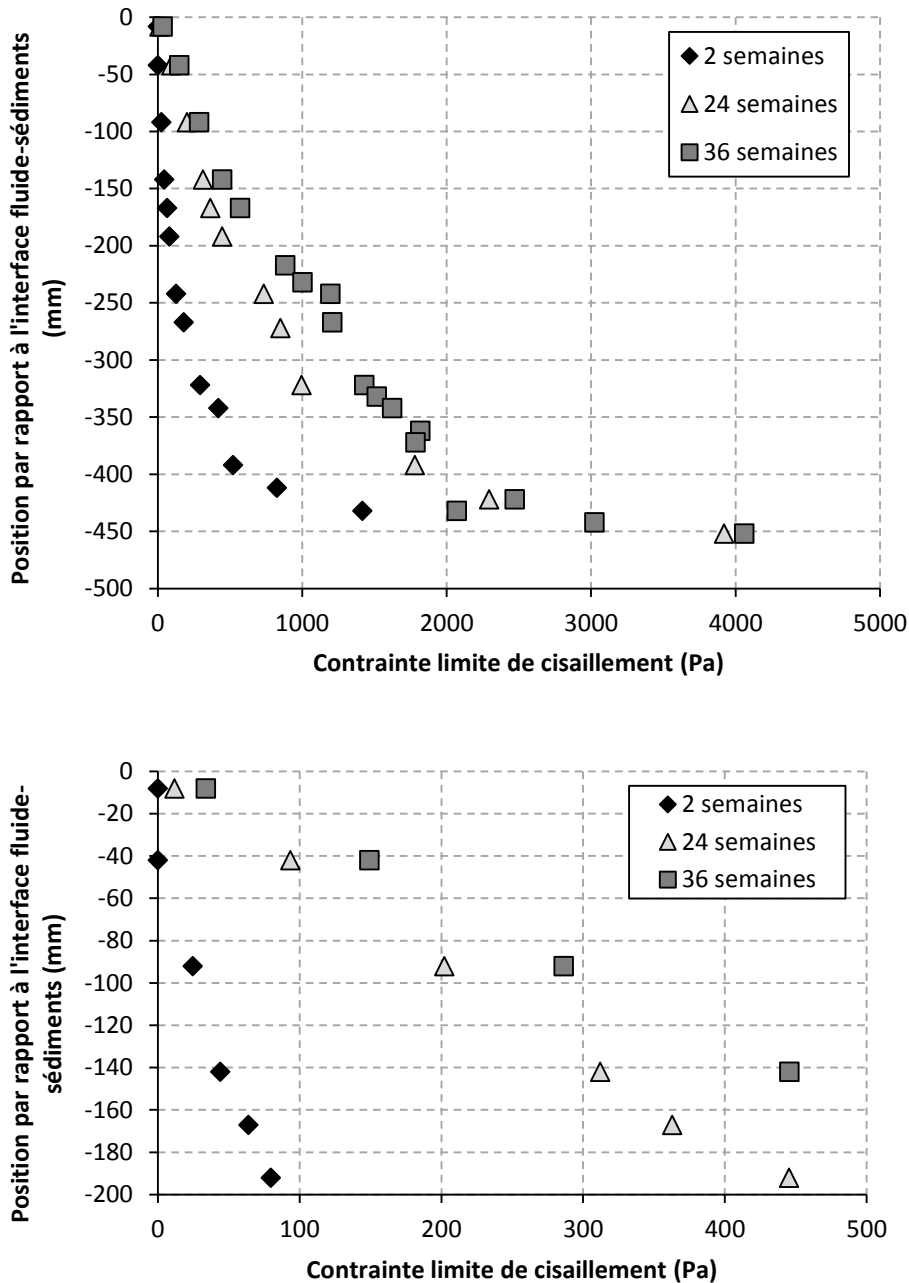 0
-50
-100
-150
-200
-250
-300
-350
-400
-450
-500
0
1000
2000
3000
4000
5000
Position par rapport à l'interface fluide-sédiments
(mm)
Contrainte limite de cisaillement (Pa)
2 semaines
24 semaines
36 semaines
0
-20
-40
-60
-80
-100
-120
-140
-160
-180
-200
0
100
200
300
400
500
Position par rapport à l'interface fluide-
sédiments (mm)
Contrainte limite de cisaillement (Pa)
2 semaines
24 semaines
36 semaines